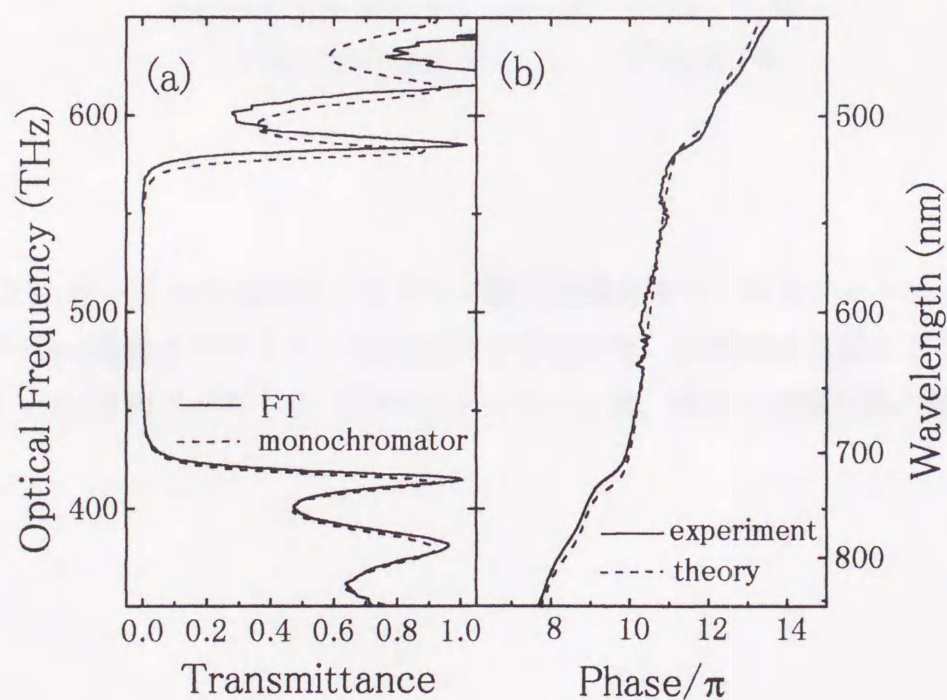 (a)
(b)
Optical Frequency (THz)
600
500
400
FT
monochromator
0.0 0.2 0.4 0.6 0.8 1.0
Transmittance
experiment
theory
8 10 12 14
Phase/π
500
600
700
800
Wavelength (nm)